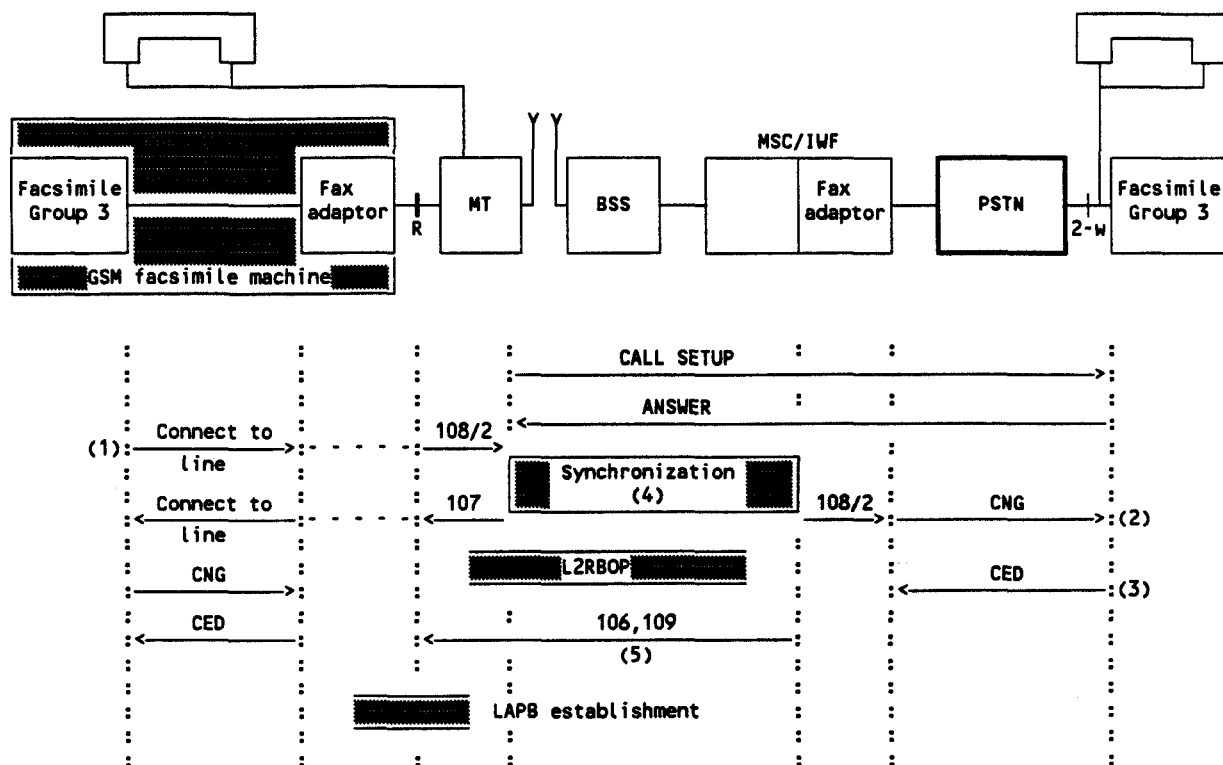 MSC/IWF
Facsimile Group 3
Fax adaptor
R
MT
BSS
Fax adaptor
PSTN
2-w
Facsimile Group 3
GSM facsimile machine
CALL SETUP
ANSWER
(1)
Connect to line
108/2
Synchronization (4)
Connect to line
107
108/2
CNG
(2)
L2RBOP
CNG
CED
(3)
CED
106,109
(5)
LAPB establishment